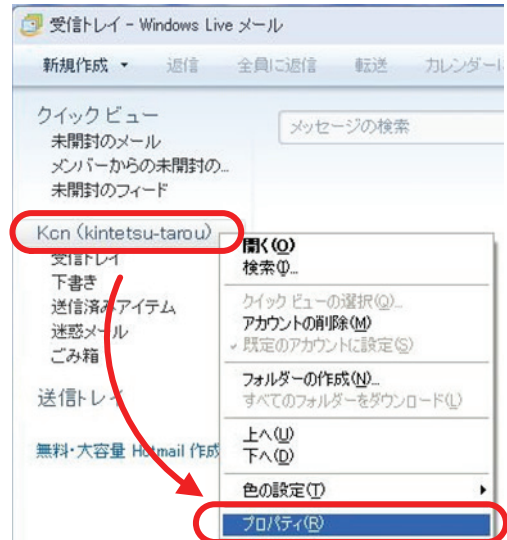 受信トレイ - Windows Live メール
新規作成 返信 全員に返信 転送 カレンダーに
クイック ビュー
メッセージの検索
未開封のメール
メンバーからの未開封の...
未開封のフィード
Kcn (kintetsu-tarou)
受信トレイ
下書き
送信済みアイテム
迷惑メール
ごみ箱
送信トレイ
無料・大容量 Hotmail 作成
開く(O)
検索(I)...
クイック ビューの選択(Q)...
アカウントの削除(M)
既定のアカウントに設定(S)
フォルダーの作成(N)...
すべてのフォルダーをダウンロード(L)
上へ(U)
下へ(D)
色の設定(T)
プロパティ(R)